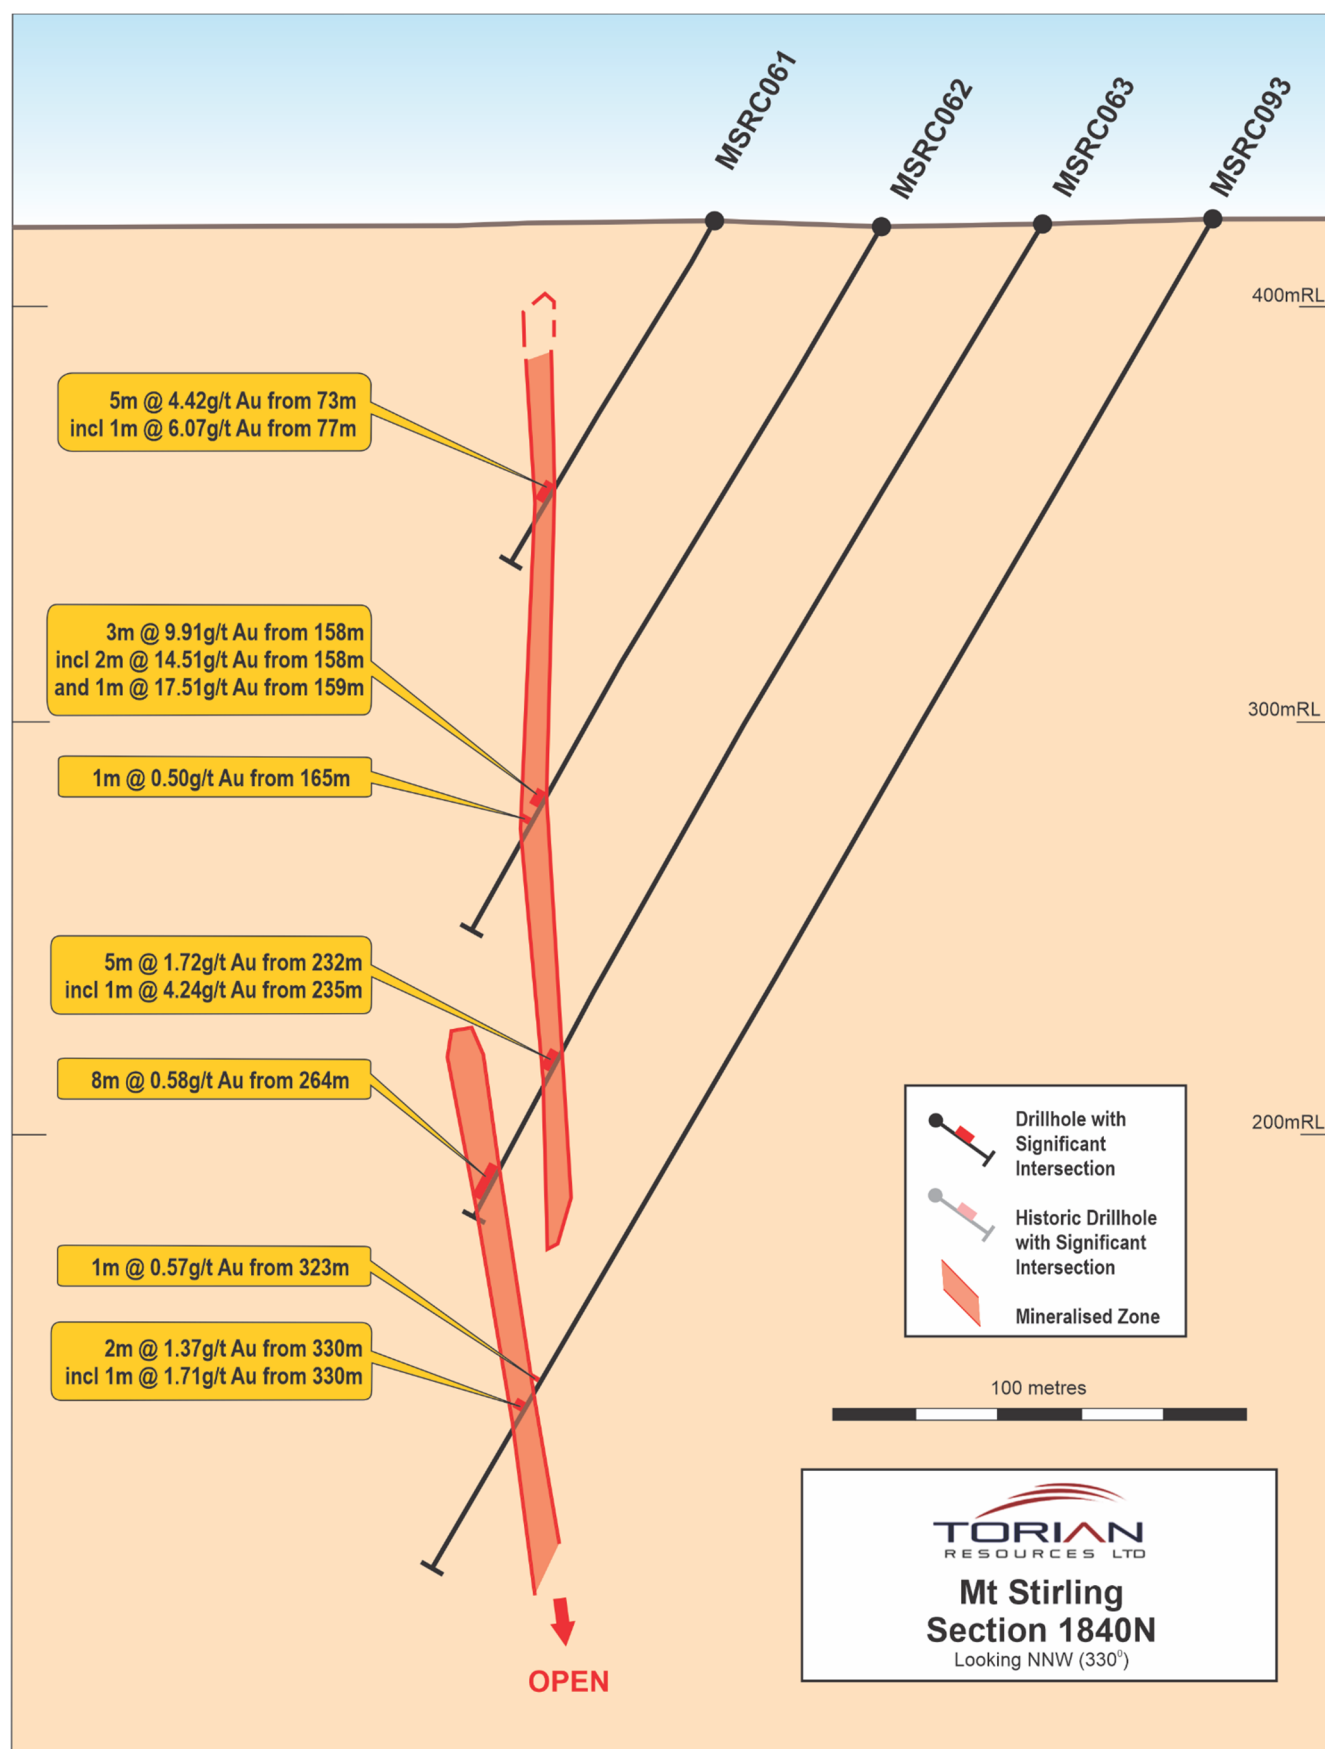 MSRC061
MSRC062
MSRC063
MSRC093
400mRL
5m @ 4.42g/t Au from 73m
incl 1m @ 6.07g/t Au from 77m
3m @ 9.91g/t Au from 158m
incl 2m @ 14.51g/t Au from 158m
and 1m @ 17.51g/t Au from 159m
300mRL
1m @ 0.50g/t Au from 165m
5m @ 1.72g/t Au from 232m
incl 1m @ 4.24g/t Au from 235m
8m @ 0.58g/t Au from 264m
200mRL
Drillhole with
Significant
Intersection
Historic Drillhole
with Significant
Intersection
Mineralised Zone
1m @ 0.57g/t Au from 323m
2m @ 1.37g/t Au from 330m
incl 1m @ 1.71g/t Au from 330m
100 metres
TORIAN
RESOURCES LTD
Mt Stirling
Section 1840N
Looking NNW (330⁰)
OPEN